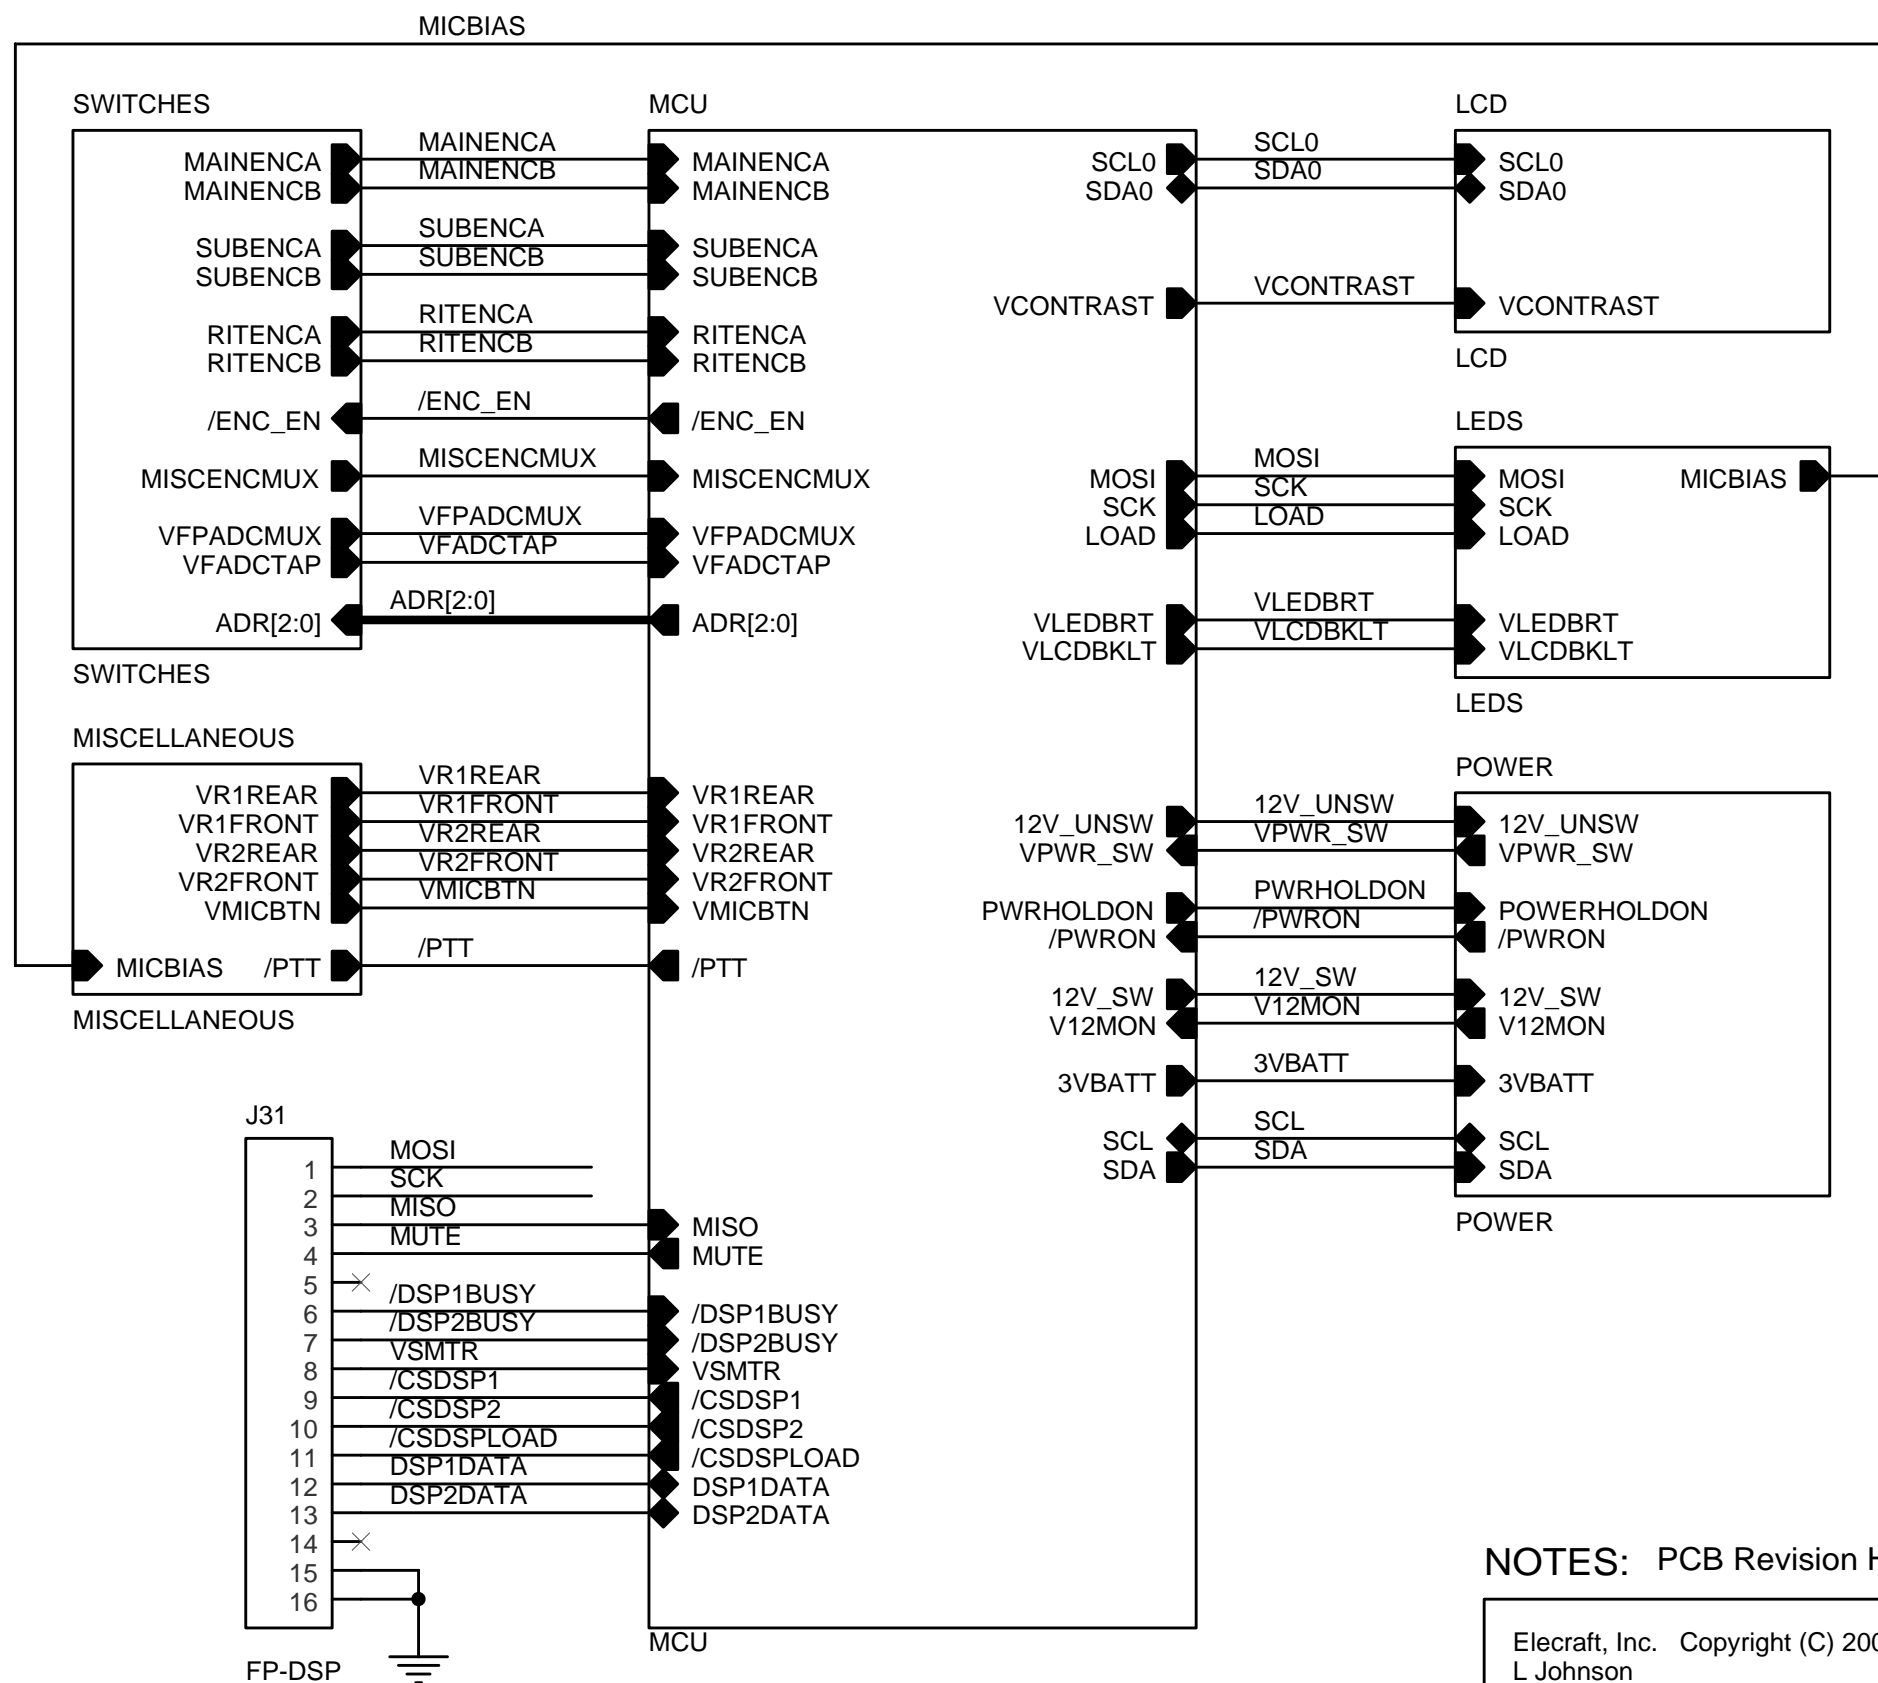 MICBIAS
SWITCHES
MAINENCA
MAINENCB
SUBENCA
SUBENCB
RITENCA
RITENCB
/ENC_EN
MISCENCMUX
VFPADCMUX
VFADCTAP
ADR[2:0]
SWITCHES
MAINENCA
MAINENCB
SUBENCA
SUBENCB
RITENCA
RITENCB
/ENC_EN
MISCENCMUX
VFPADCMUX
VFADCTAP
ADR[2:0]
MISCELLANEOUS
VR1REAR
VR1FRONT
VR2REAR
VR2FRONT
VMICBTN
MICBIAS /PTT
MISCELLANEOUS
VR1REAR
VR1FRONT
VR2REAR
VR2FRONT
VMICBTN
/PTT
J31
1
2
3
4
5
6
7
8
9
10
11
12
13
14
15
16
FP-DSP
MOSI
SCK
MISO
MUTE
/DSP1BUSY
/DSP2BUSY
VSMTR
/CSDSP1
/CSDSP2
/CSDSPLOAD
DSP1DATA
DSP2DATA
MCU
MAINENCA
MAINENCB
SUBENCA
SUBENCB
RITENCA
RITENCB
/ENC_EN
MISCENCMUX
VFPADCMUX
VFADCTAP
ADR[2:0]
VR1REAR
VR1FRONT
VR2REAR
VR2FRONT
VMICBTN
/PTT
MISO
MUTE
/DSP1BUSY
/DSP2BUSY
VSMTR
/CSDSP1
/CSDSP2
/CSDSPLOAD
DSP1DATA
DSP2DATA
MCU
SCL0
SDA0
VCONTRAST
MOSI
SCK
LOAD
VLEDBRT
VLCDBKLT
12V_UNSW
VPWR_SW
PWRHOLDON
/PWRON
12V_SW
V12MON
3VBATT
SCL
SDA
SCL0
SDA0
VCONTRAST
MOSI
SCK
LOAD
VLEDBRT
VLCDBKLT
12V_UNSW
VPWR_SW
PWRHOLDON
/PWRON
12V_SW
V12MON
3VBATT
SCL
SDA
LCD
SCL0
SDA0
VCONTRAST
LCD
LEDS
MOSI MICBIAS
SCK
LOAD
VLEDBRT
VLCDBKLT
LEDS
POWER
12V_UNSW
VPWR_SW
POWERHOLDON
/PWRON
12V_SW
V12MON
3VBATT
SCL
SDA
POWER
NOTES: PCB Revision H
Elecraft, Inc. Copyright (C)
L Johnson